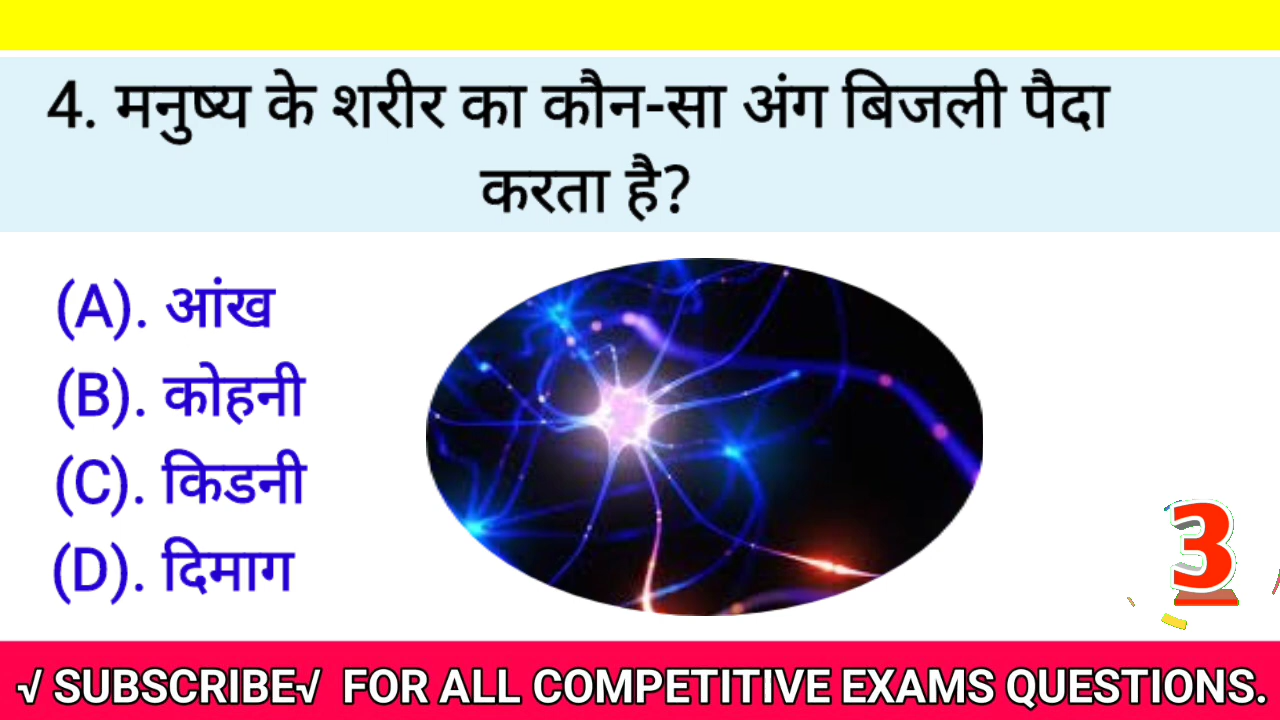 4. मनुष्य के शरीर का कौन-सा अंग बिजली पैदा
करता है?
(A). आंख
(B). कोहनी
(C). किडनी
(D). दिमाग
3
√ SUBSCRIBE√ FOR ALL COMPETITIVE EXAMS QUESTIONS.